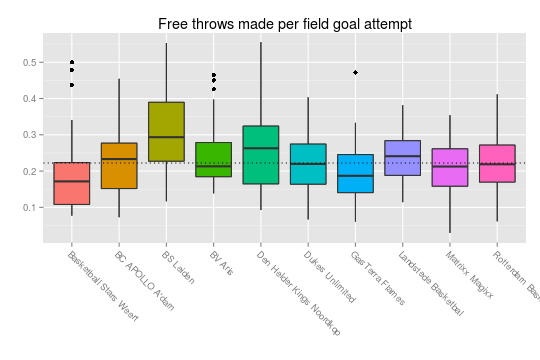 Free throws made per field goal attempt
0.5
0.4
0.3
0.2
0.1
Basketball Stars Weert
BC APOLLO A'dam
BS Leiden
BV Aris
Den Helder Kings Noordkop
Dukes Unlimited
GasTerra Flames
Landstede Basketbal
Matrixx Magixx
Rotterdam Bas